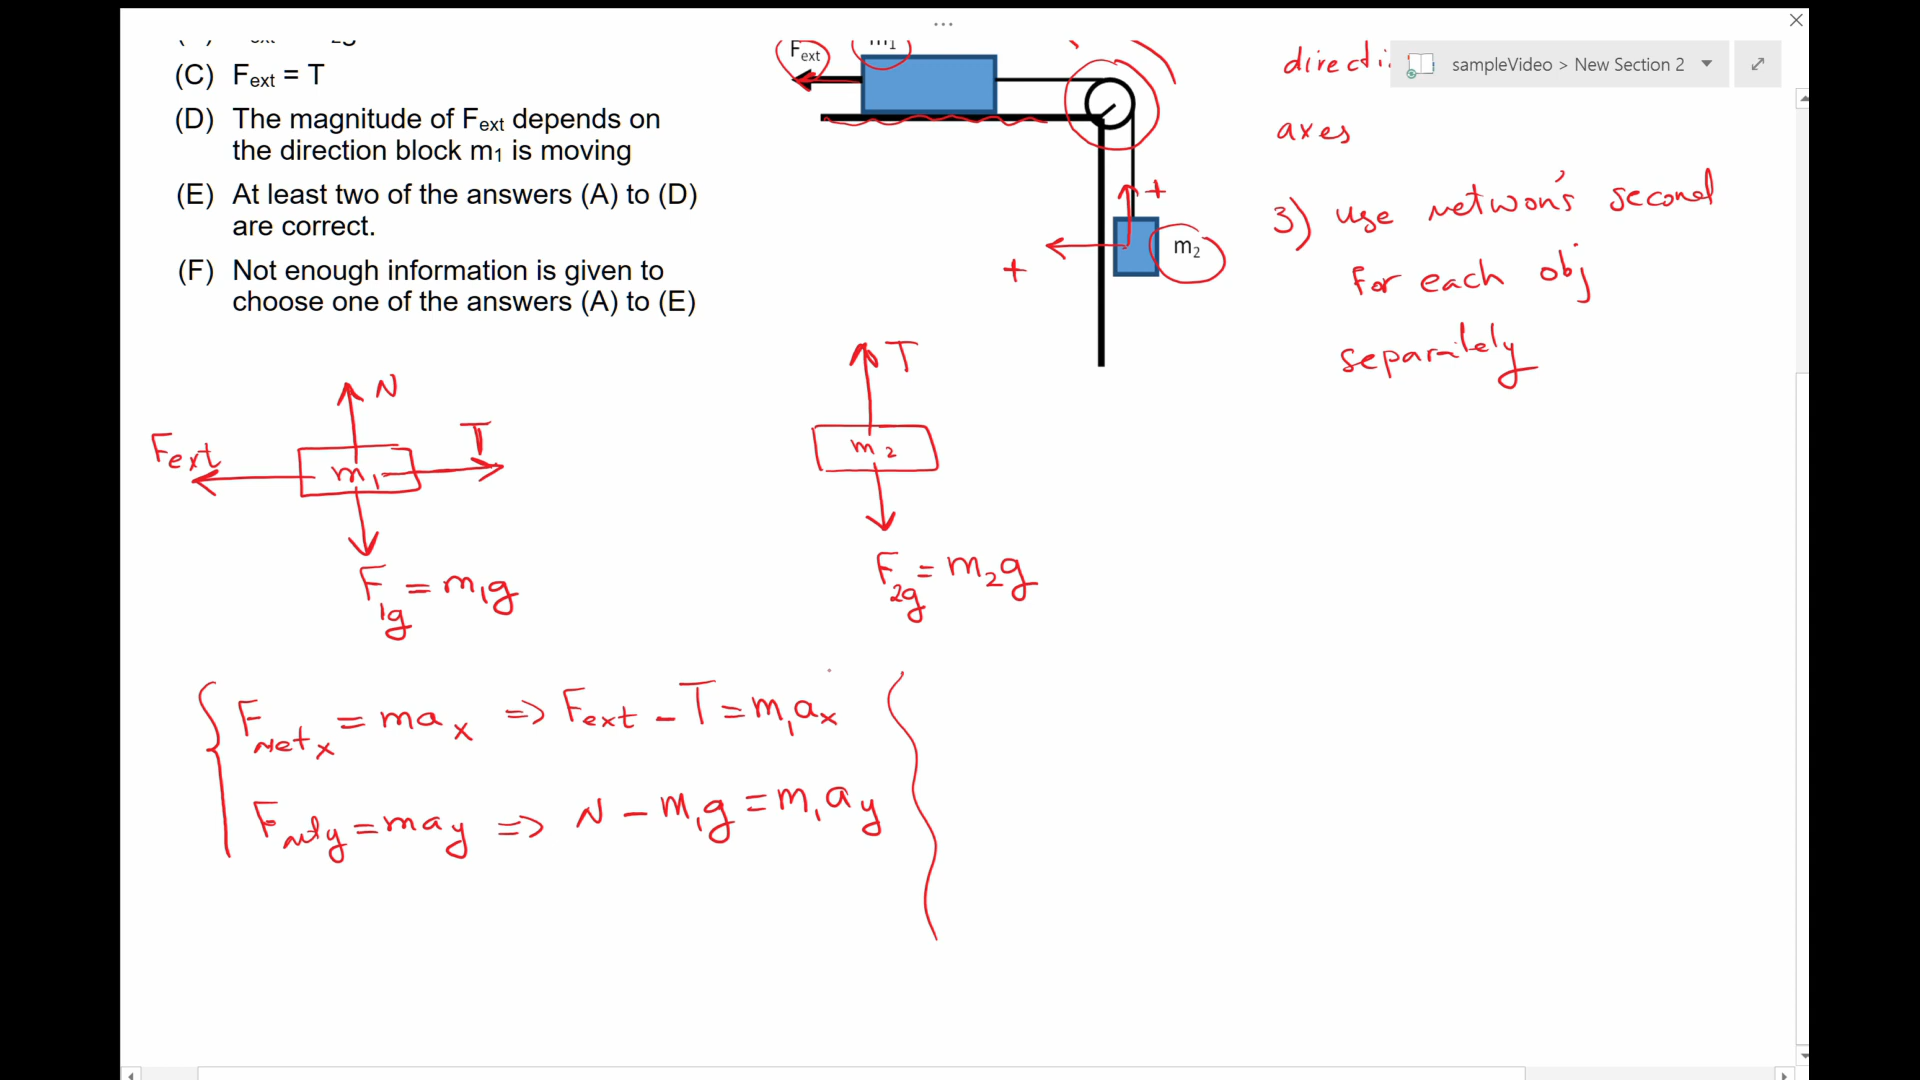 (C) Fext = T
(D) The magnitude of Fext depends on
the direction block m1 is moving
(E) At least two of the answers (A) to (D)
are correct.
(F) Not enough information is given to
choose one of the answers (A) to (E)
Fext
m1
+
+
m2
directi
axes
3) use netwon's second
For each obj
separately
sampleVideo > New Section 2
N
Fext
T
m1
F1g = m1g
T
m2
F2g = m2g
Fnetx = max => Fext - T = m1ax
Fnety = may => N - m1g = m1ay